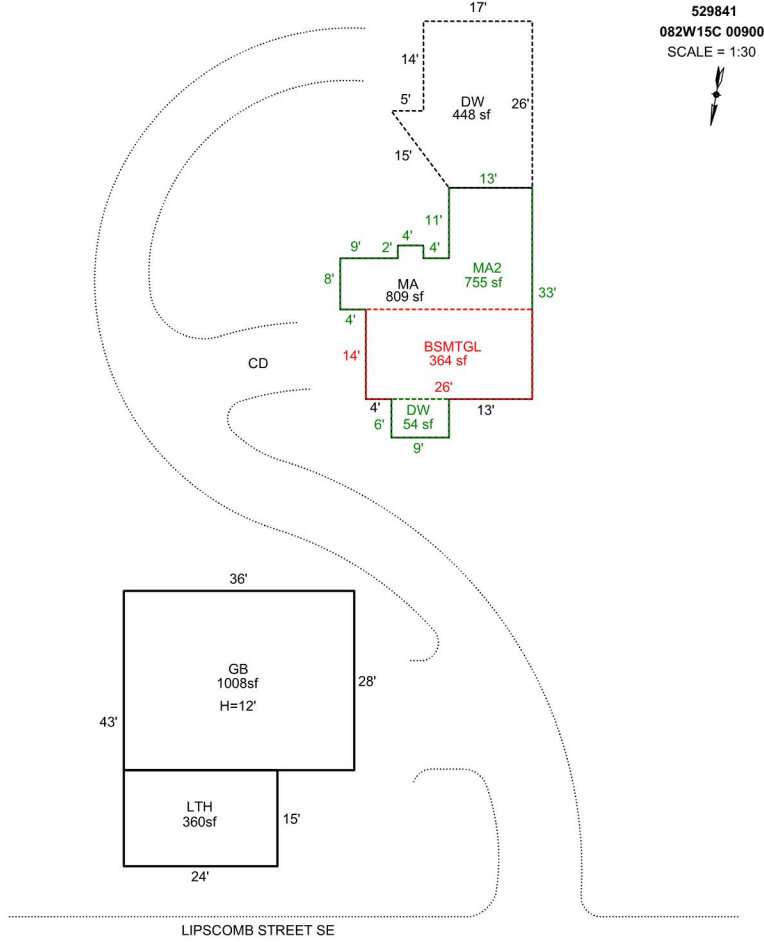 529841
082W15C 00900
SCALE = 1:30
17'
14'
5'
DW
448 sf
26'
15'
13'
11'
4'
9'
2'
4'
MA2
755 sf
8'
MA
809 sf
33'
4'
BSMTGL
364 sf
14'
CD
26'
4'
DW
54 sf
13'
6'
9'
36'
GB
1008sf
H=12'
28'
43'
LTH
360sf
15'
24'
LIPSCOMB STREET SE